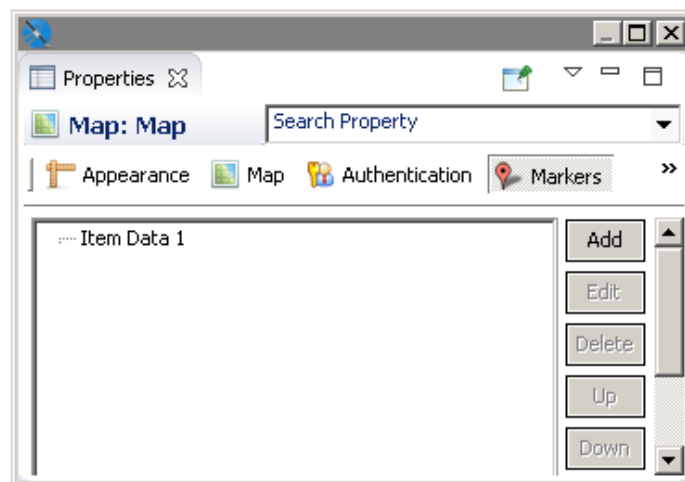 Properties
Map: Map Search Property
Appearance Map Authentication Markers »
Item Data 1 Add
Edit
Delete
Up
Down